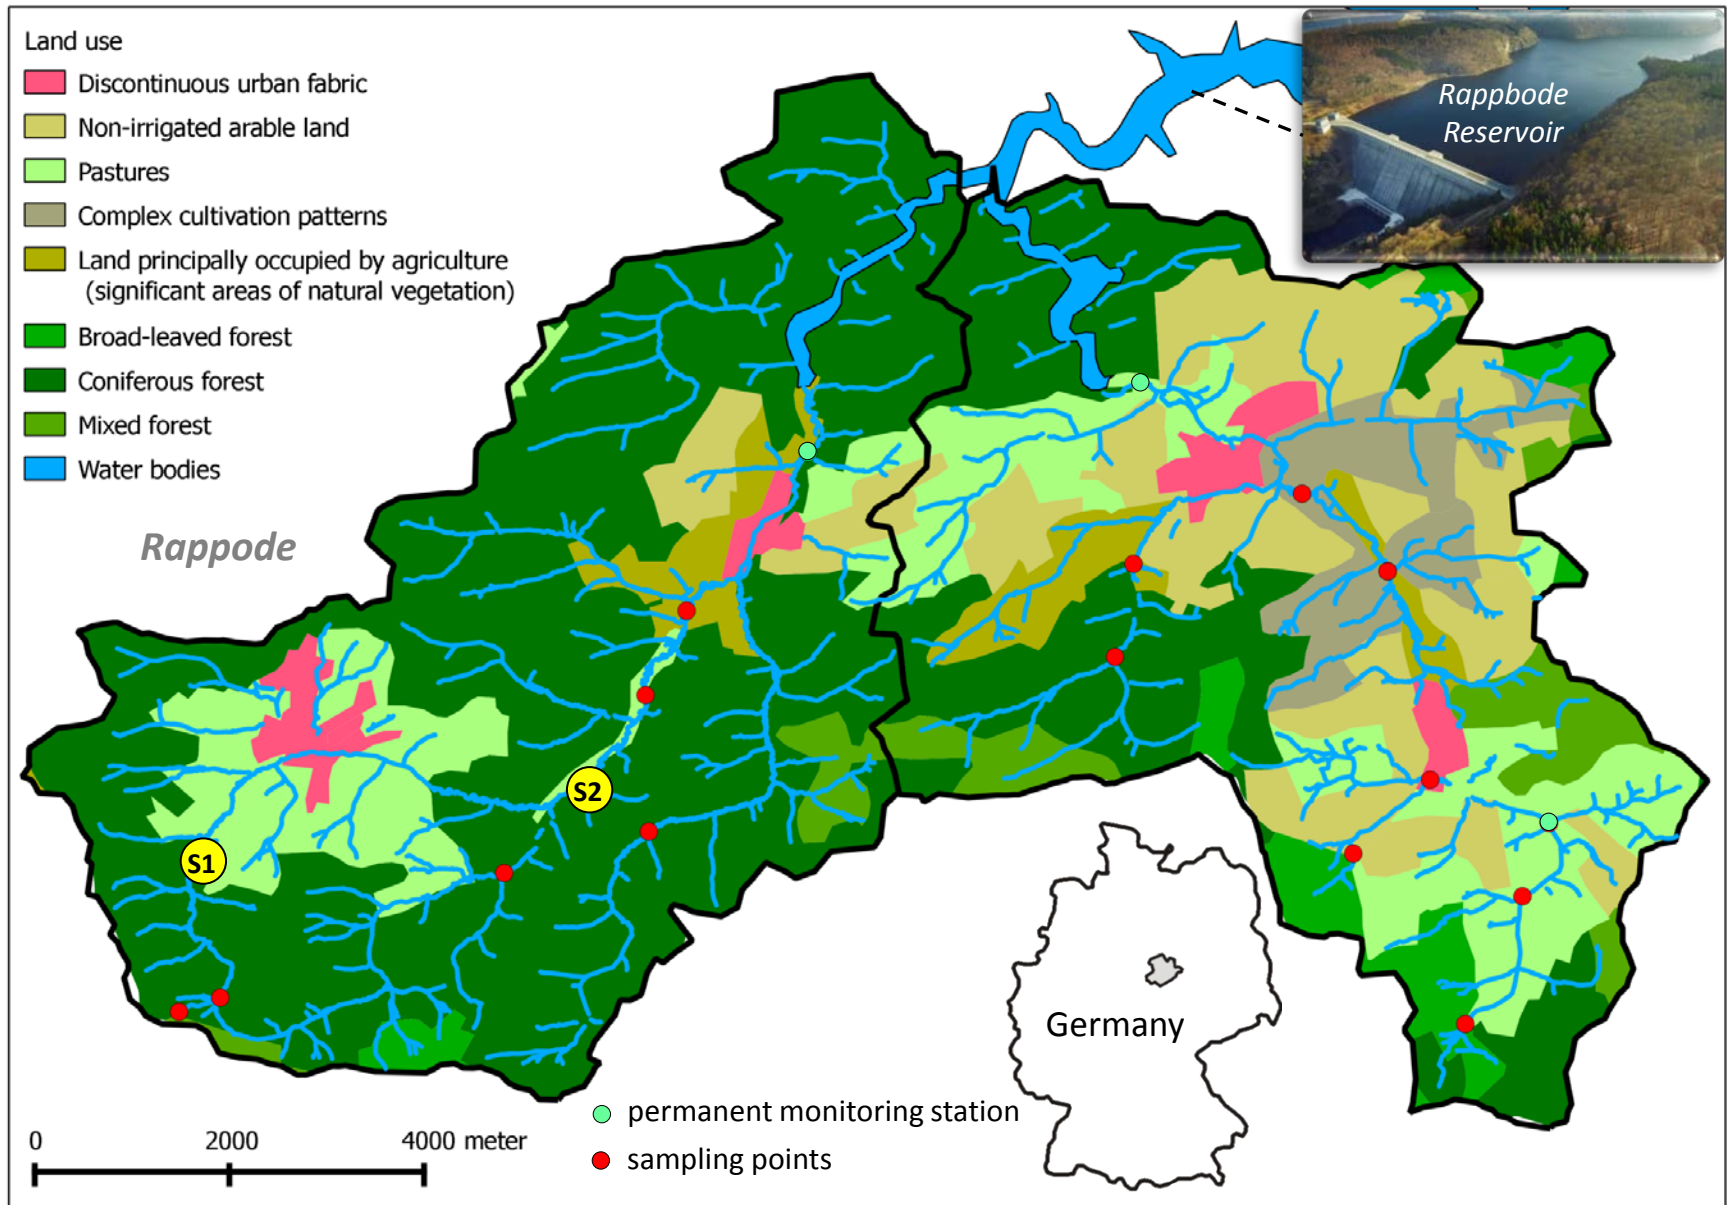 Land use
Discontinuous urban fabric
Non-irrigated arable land
Pastures
Complex cultivation patterns
Land principally occupied by agriculture
(significant areas of natural vegetation)
Broad-leaved forest
Coniferous forest
Mixed forest
Water bodies
Rappbode
Reservoir
Rappode
S1
S2
Germany
permanent monitoring station
sampling points
0 2000 4000 meter